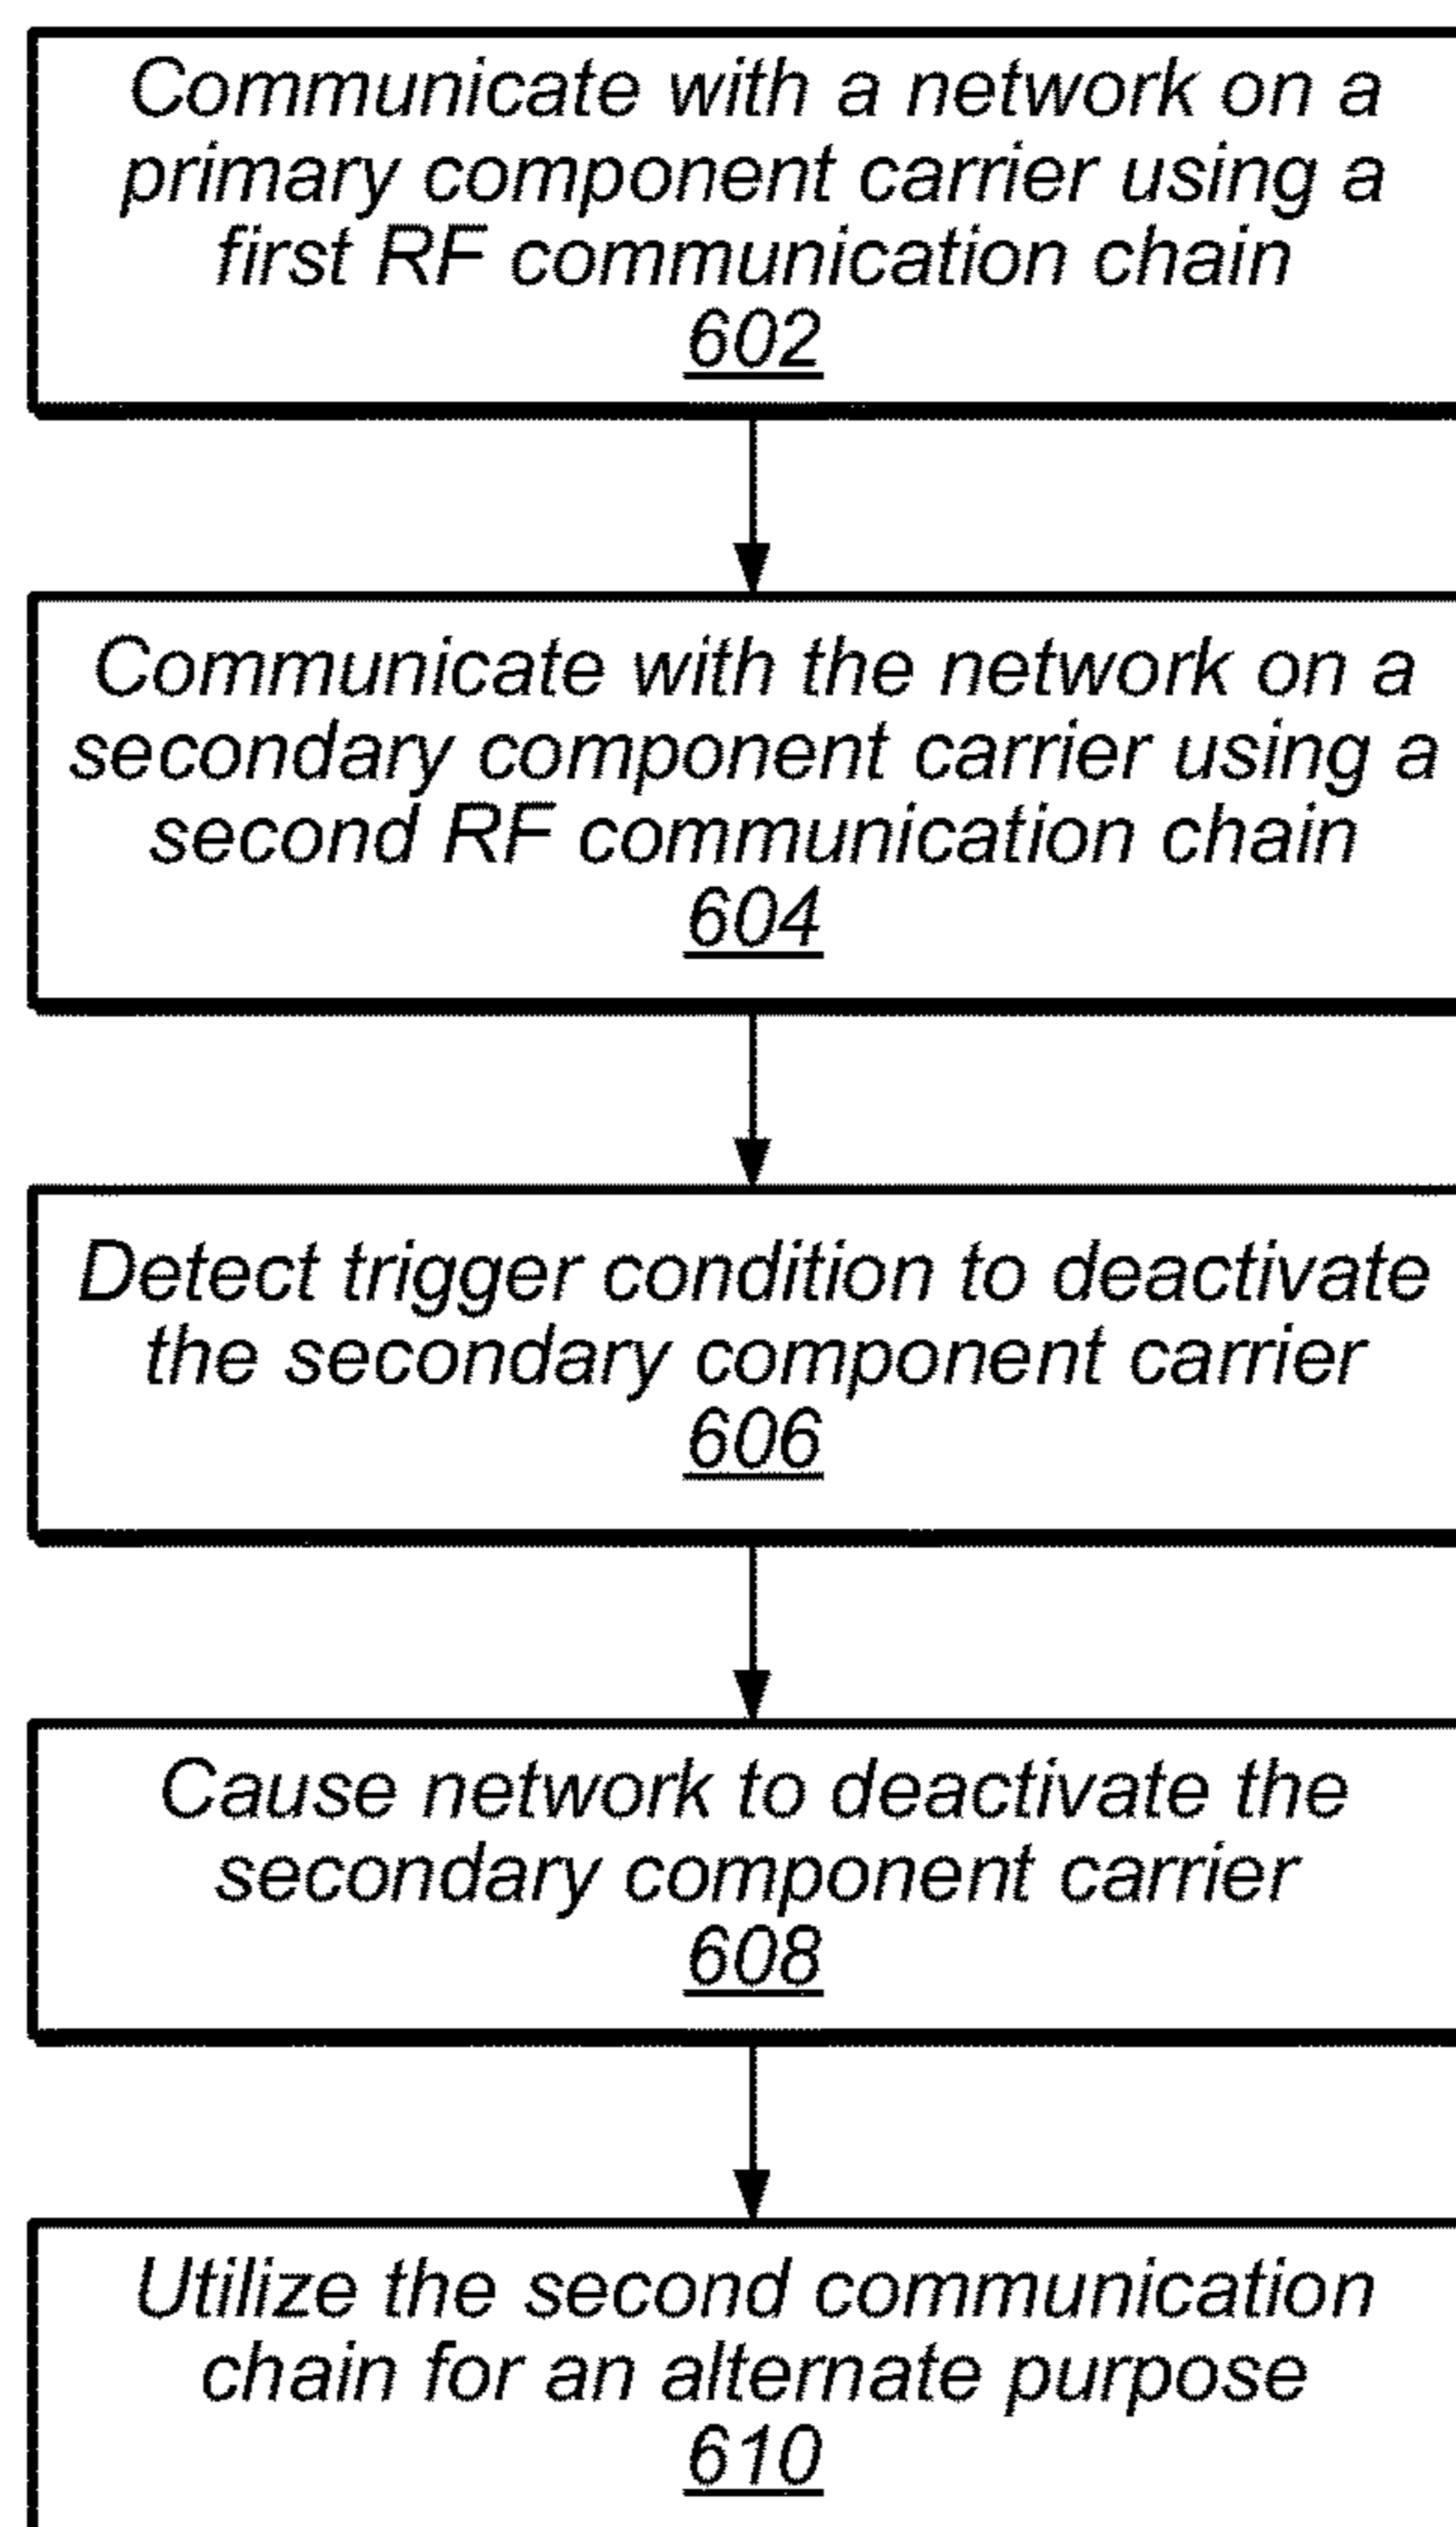 Communicate with a network on a
primary component carrier using a
first RF communication chain
602
Communicate with the network on a
secondary component carrier using a
second RF communication chain
604
Detect trigger condition to deactivate
the secondary component carrier
606
Cause network to deactivate the
secondary component carrier
608
Utilize the second communication
chain for an alternate purpose
610